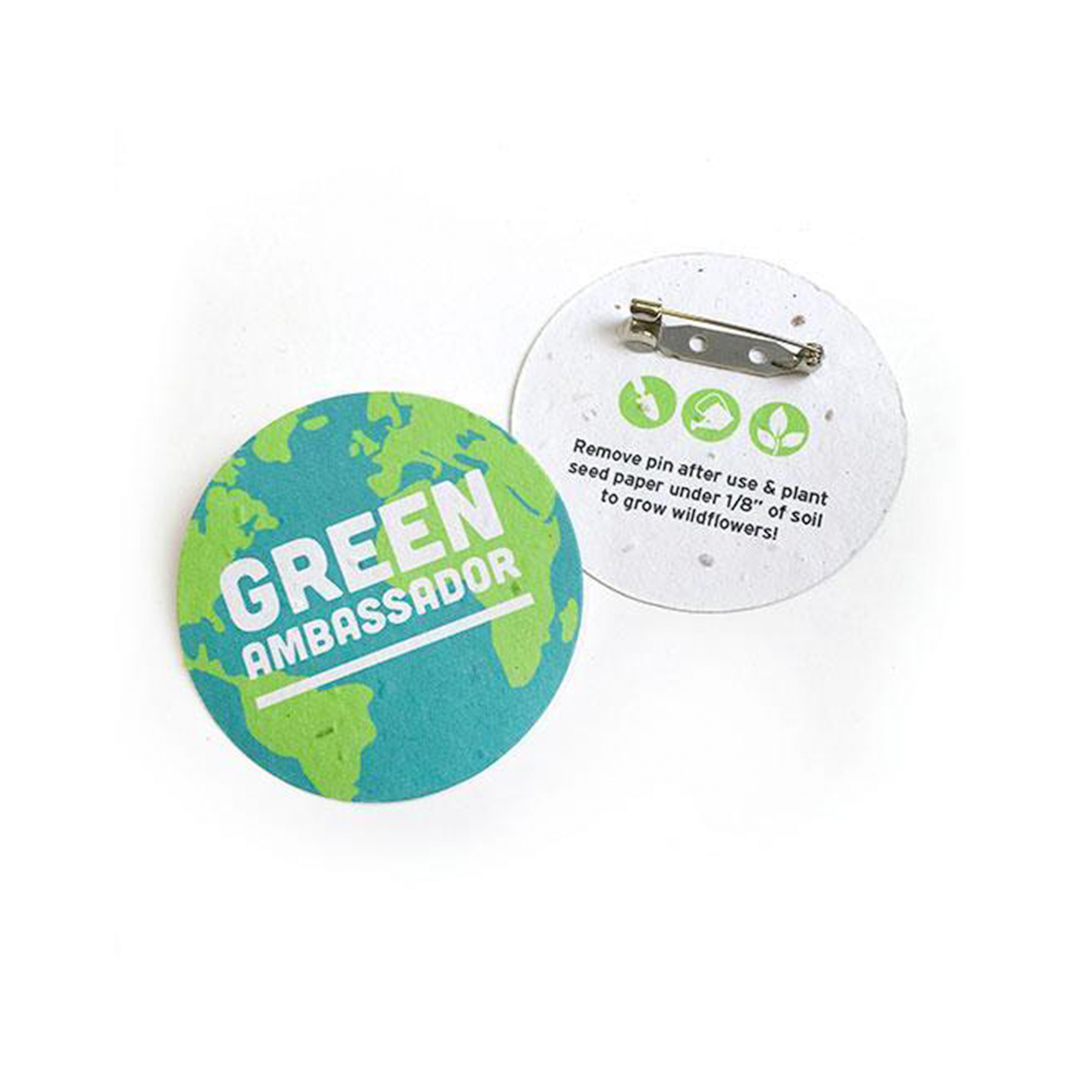 GREEN
AMBASSADOR
Remove pin after use & plant
seed paper under 1/8” of soil
to grow wildflowers!